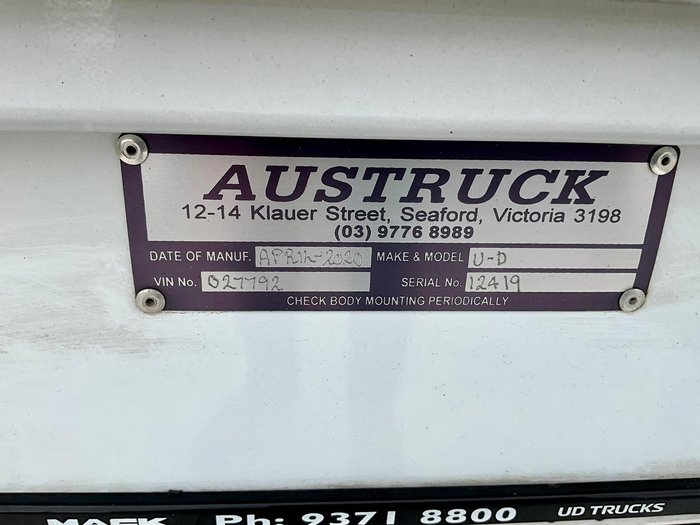 AUSTRUCK
12-14 Klauer Street, Seaford, Victoria 3198
(03) 9776 8989
DATE OF MANUF. APRIL-2020 MAKE & MODEL U-D
VIN No. 027792 SERIAL No. 12419
CHECK BODY MOUNTING PERIODICALLY
MACK Ph: 9371 8800 UD TRUCKS